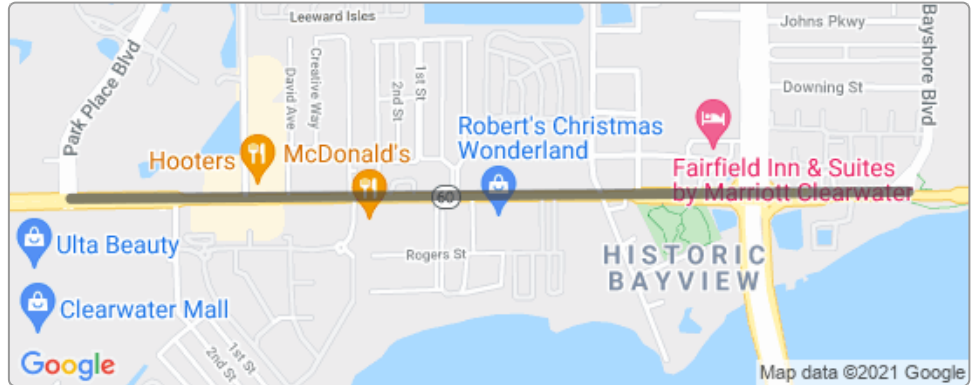 Leeward Isles
Johns Pkwy
Bayshore Blvd
Park Place Blvd
David Ave
Creative Way
2nd St
1st St
Downing St
Hooters
McDonald's
Robert's Christmas
Wonderland
Fairfield Inn & Suites
by Marriott Clearwater
60
Ulta Beauty
Rogers St
HISTORIC
BAYVIEW
Clearwater Mall
1st St
2nd St
Google
Map data ©2021 Google